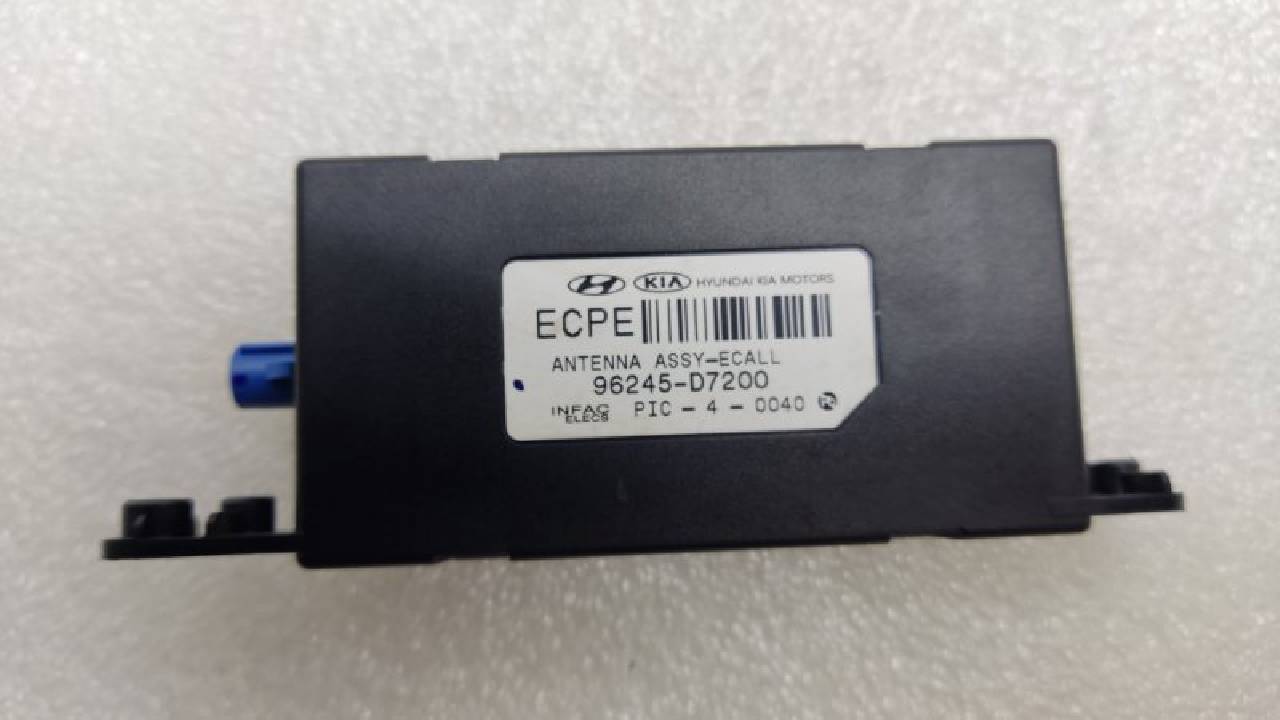 KIA HYUNDAI KIA MOTORS
ECPE
ANTENNA ASSY-ECALL
96245-D7200
INFAC ELECS PIC - 4 - 0040